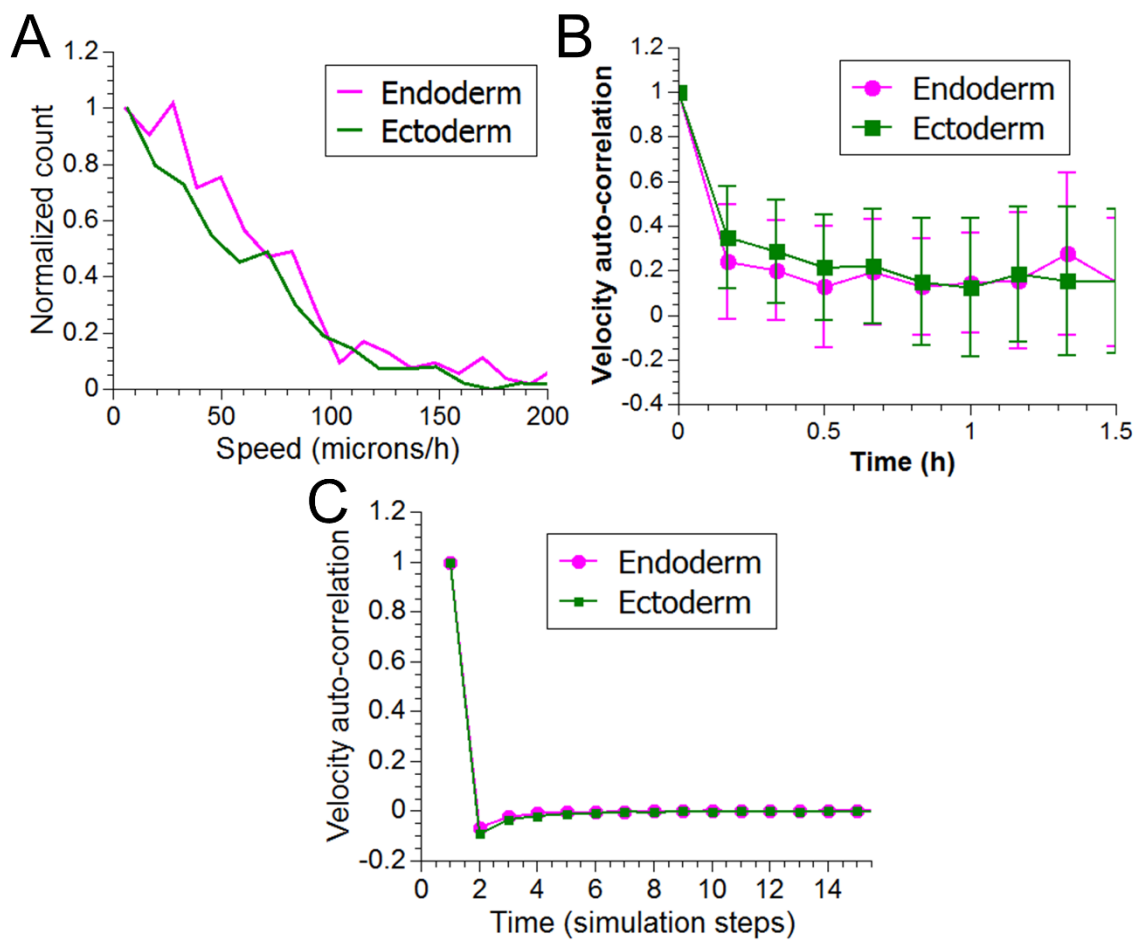 A
1.2
1
0.8
0.6
0.4
0.2
0
Normalized count
Endoderm
Ectoderm
0 50 100 150 200
Speed (microns/h)
B
1.2
1
0.8
0.6
0.4
0.2
0
-0.2
-0.4
Velocity auto-correlation
Endoderm
Ectoderm
0 0.5 1 1.5
Time (h)
C
1.2
1
0.8
0.6
0.4
0.2
0
-0.2
Velocity auto-correlation
Endoderm
Ectoderm
0 2 4 6 8 10 12 14
Time (simulation steps)